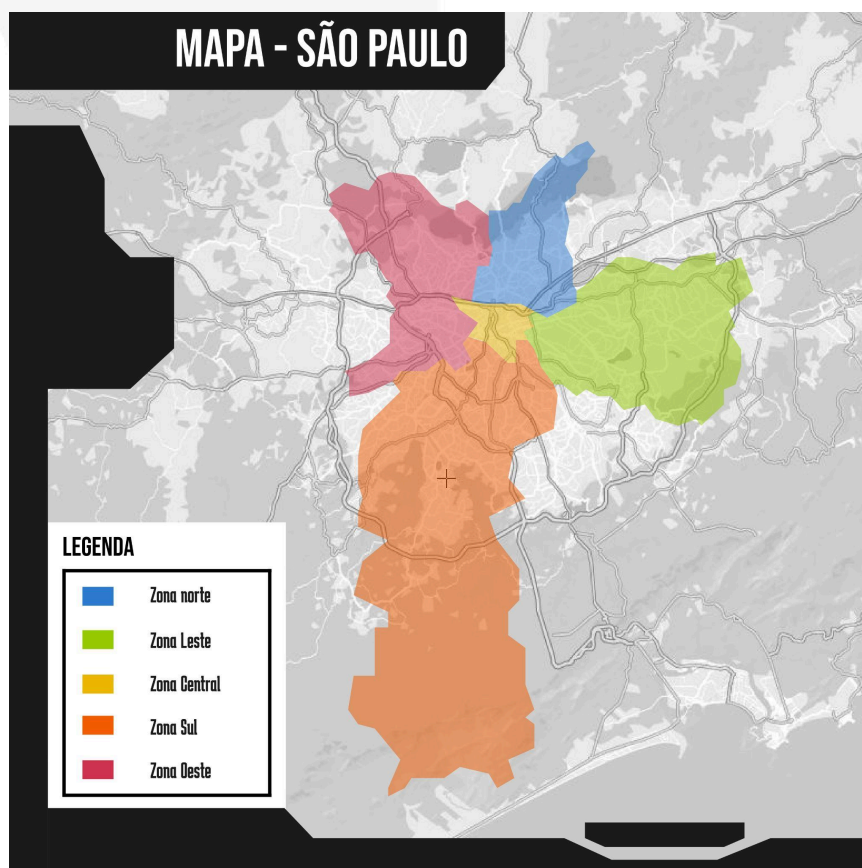 MAPA - SÃO PAULO
LEGENDA
Zona norte
Zona Leste
Zona Central
Zona Sul
Zona Oeste